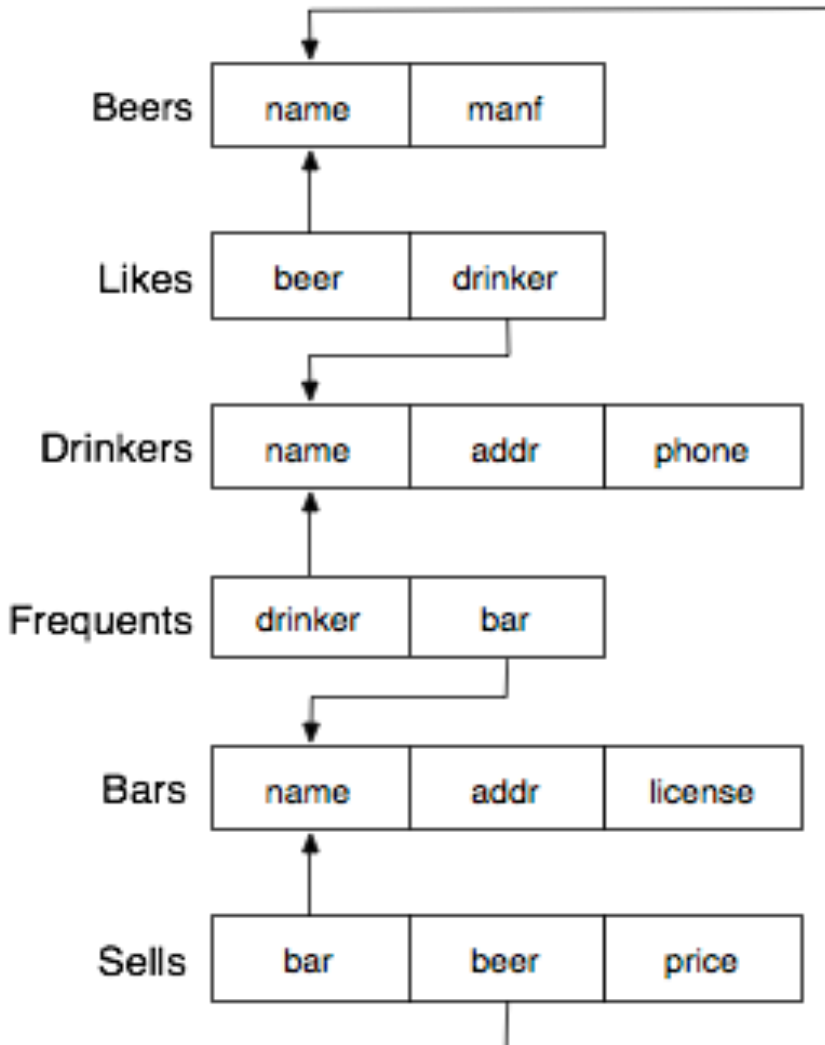 Beers name manf
Likes beer drinker
Drinkers name addr phone
Frequents drinker bar
Bars name addr license
Sells bar beer price